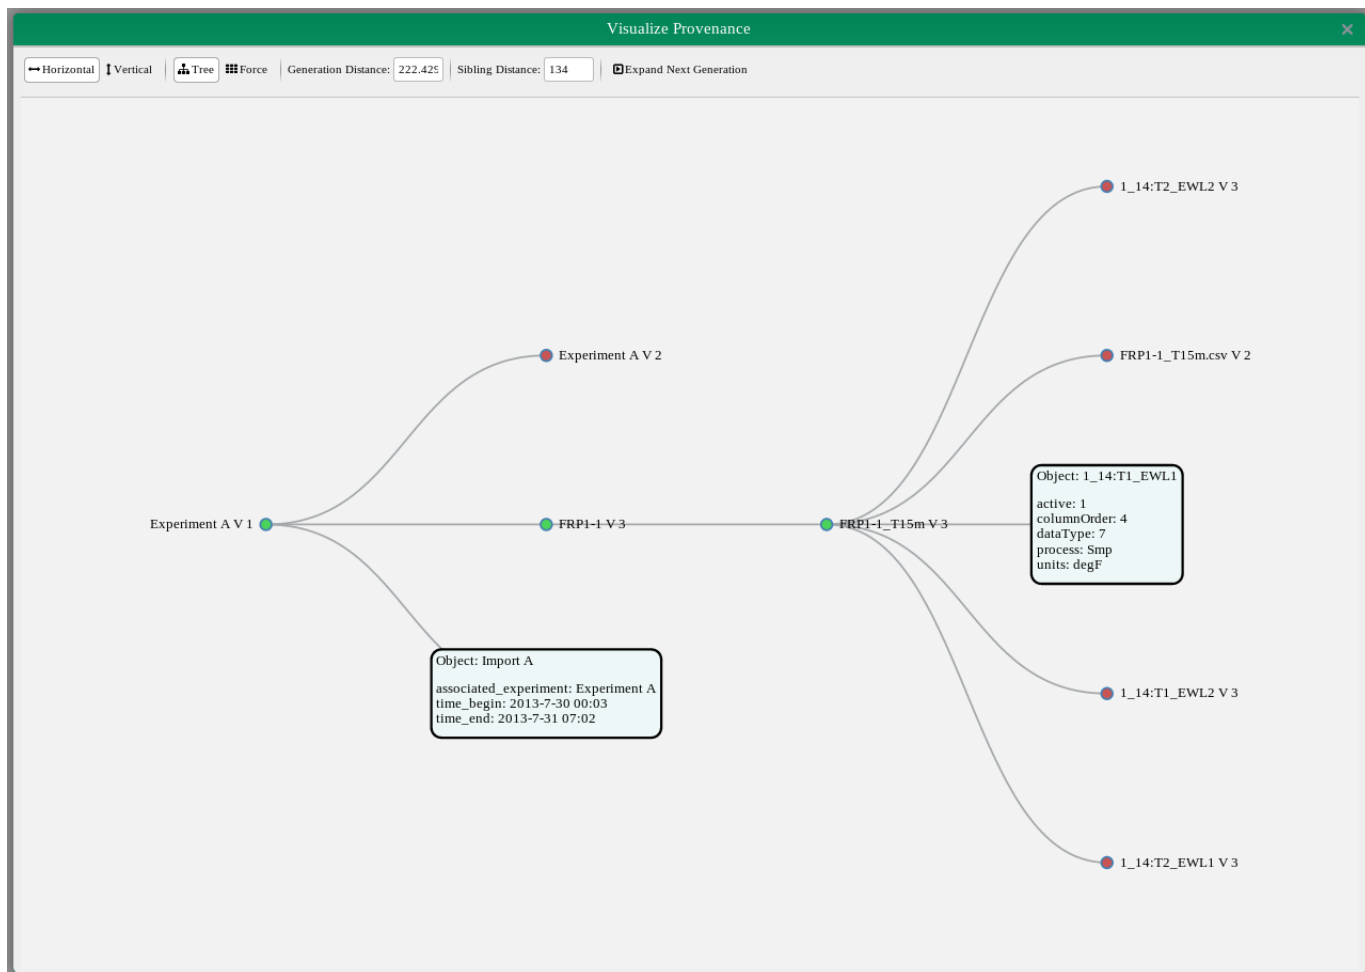 Visualize Provenance
Horizontal Vertical Tree Force Generation Distance: 222.429 Sibling Distance: 134 Expand Next Generation
1_14:T2_EWL2 V 3
Experiment A V 2
FRP1-1_T15m.csv V 2
Experiment A V 1
FRP1-1 V 3
FRP1-1_T15m V 3
Object: 1_14:T1_EWL1
active: 1
columnOrder: 4
dataType: 7
process: Smp
units: degF
Object: Import A
associated_experiment: Experiment A
time_begin: 2013-7-30 00:03
time_end: 2013-7-31 07:02
1_14:T1_EWL2 V 3
1_14:T2_EWL1 V 3